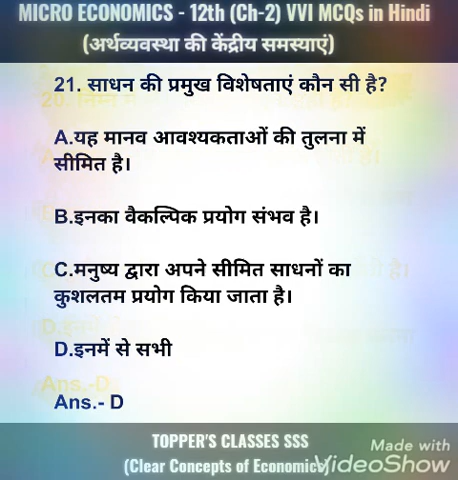 MICRO ECONOMICS - 12th (Ch-2) VVI MCQs in Hindi
(अर्थव्यवस्था की केंद्रीय समस्याएं)
21. साधन की प्रमुख विशेषताएं कौन सी है?
A.यह मानव आवश्यकताओं की तुलना में
सीमित है।
B.इनका वैकल्पिक प्रयोग संभव है।
C.मनुष्य द्वारा अपने सीमित साधनों का
कुशलतम प्रयोग किया जाता है।
D.इनमें से सभी
Ans.-D
Ans.- D
TOPPER'S CLASSES SSS
Made with
(Clear Concepts of Economics)
VideoShow